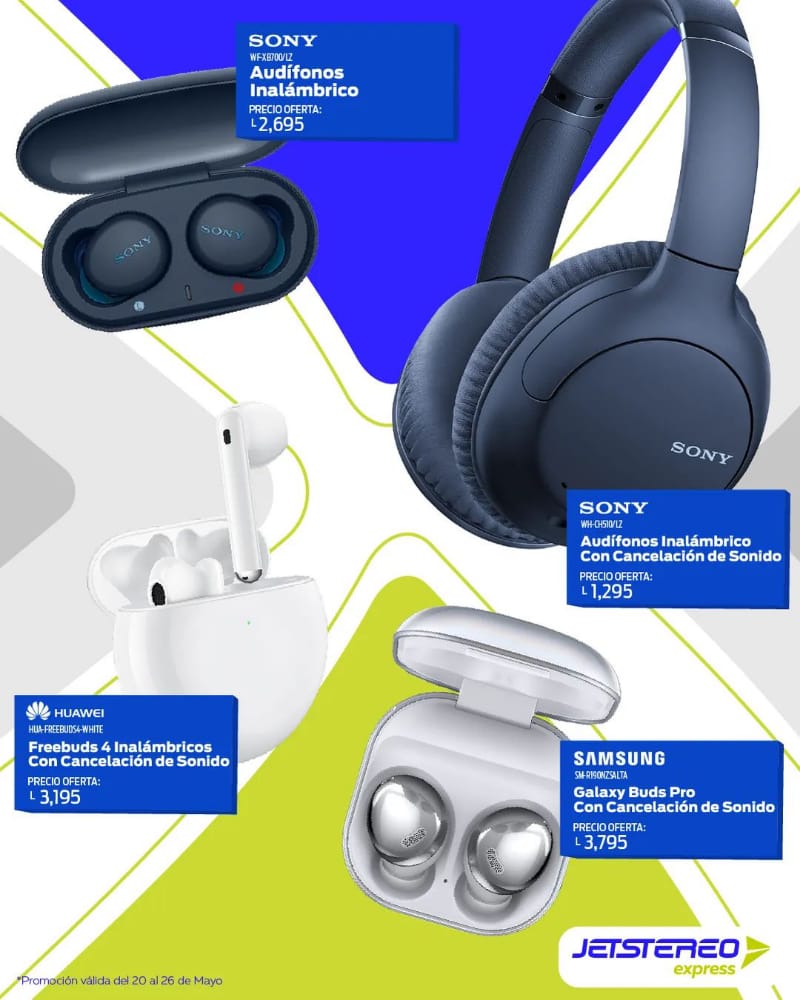 SONY
WF-XB700/LZ
Audífonos
Inalámbrico
PRECIO OFERTA:
L 2,695
SONY
SONY
L
SONY
SONY
WH-CH510/LZ
Audífonos Inalámbrico
Con Cancelación de Sonido
PRECIO OFERTA:
L 1,295
HUAWEI
HUA-FREEBUDS4-WHITE
Freebuds 4 Inalámbricos
Con Cancelación de Sonido
PRECIO OFERTA:
L 3,195
SAMSUNG
SM-R190NZSALTA
Galaxy Buds Pro
Con Cancelación de Sonido
PRECIO OFERTA:
L 3,795
JETSTEREO
express
*Promoción válida del 20 al 26 de Mayo